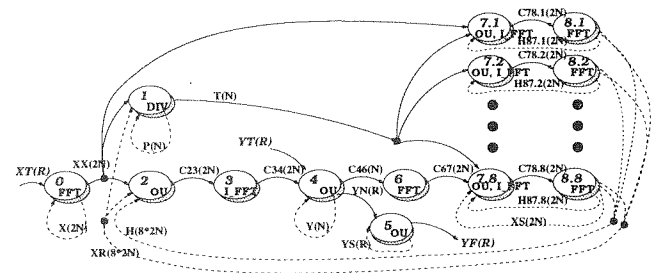 7.1
OU, I FFT
C78.1(2N)
8.1
FFT
H87.1(2N)
7.2
OU, I FFT
C78.2(2N)
8.2
FFT
H87.2(2N)
1
DIV
T(N)
P(N)
YT(R)
XT(R)
0
FFT
XX(2N)
2
OU
C23(2N)
3
I FFT
C34(2N)
4
OU
C46(N)
YN(R)
6
FFT
C67(2N)
7.8
OU, I FFT
C78.8(2N)
8.8
FFT
H87.8(2N)
X(2N)
H(8*2N)
Y(N)
5
OU
YS(R)
YF(R)
XS(2N)
XR(8*2N)